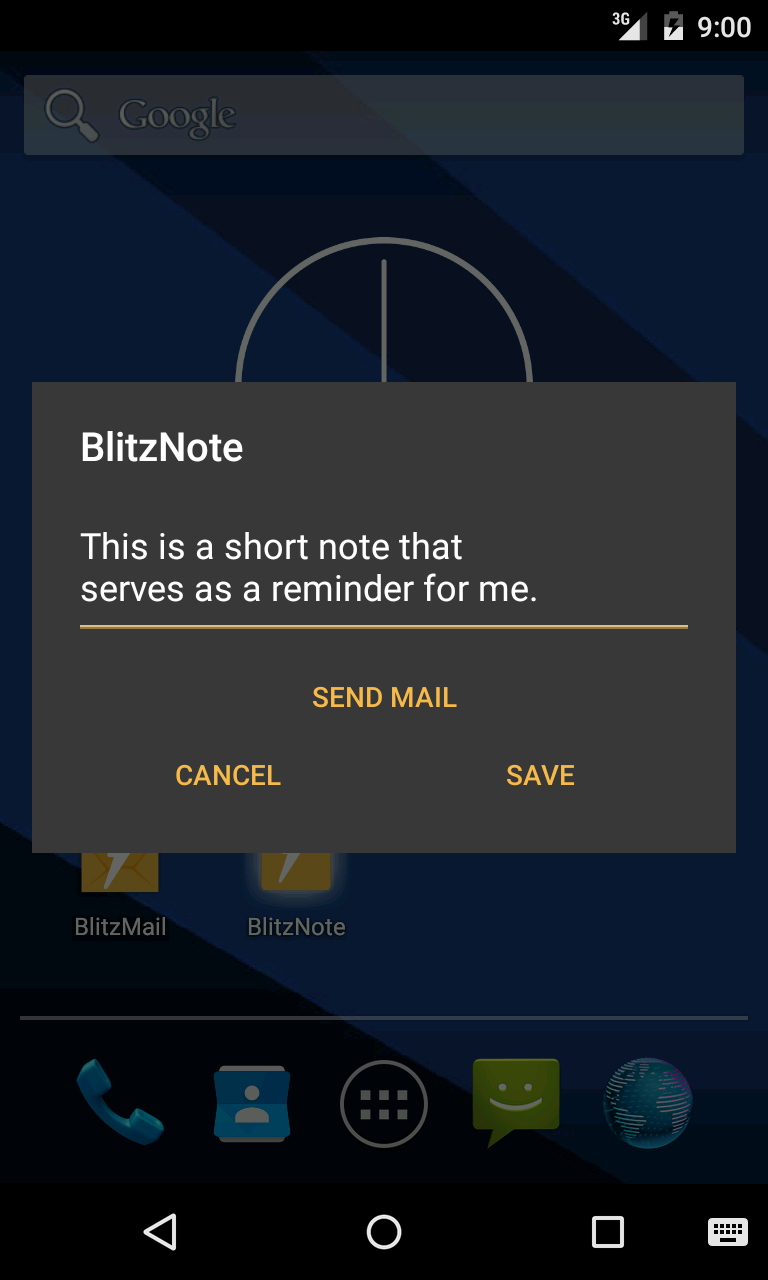 3G 9:00
Google
BlitzNote
This is a short note that
serves as a reminder for me.
SEND MAIL
CANCEL SAVE
BlitzMail BlitzNote